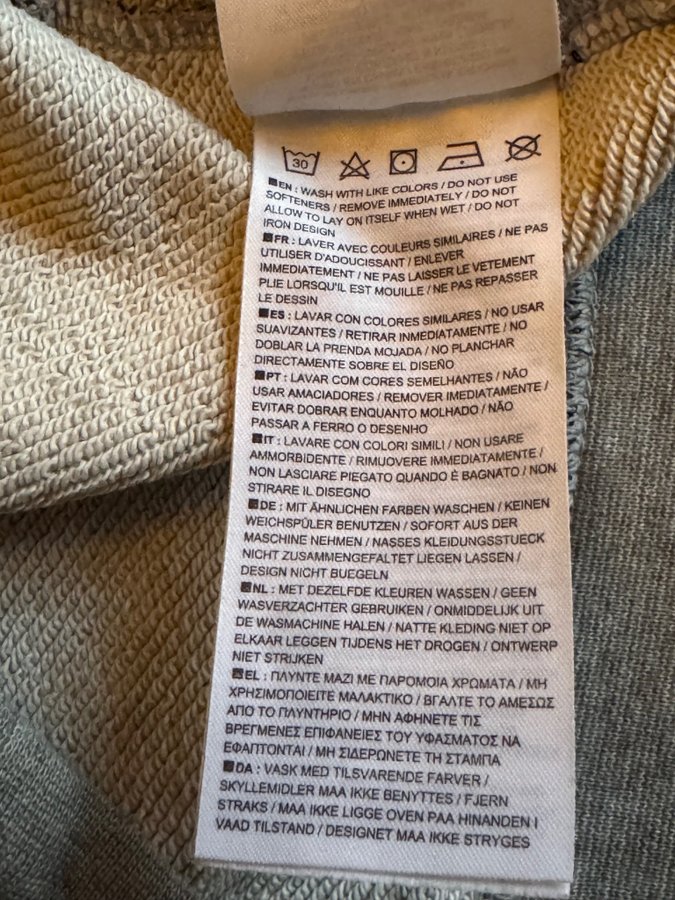 30
EN : WASH WITH LIKE COLORS / DO NOT USE
SOFTENERS / REMOVE IMMEDIATELY / DO NOT
ALLOW TO LAY ON ITSELF WHEN WET / DO NOT
IRON DESIGN
FR : LAVER AVEC COULEURS SIMILAIRES / NE PAS
UTILISER D'ADOUCISSANT / ENLEVER
IMMEDIATEMENT / NE PAS LAISSER LE VETEMENT
PLIE LORSQU'IL EST MOUILLE / NE PAS REPASSER
LE DESSIN
ES : LAVAR CON COLORES SIMILARES / NO USAR
SUAVIZANTES / RETIRAR INMEDIATAMENTE / NO
DOBLAR LA PRENDA MOJADA / NO PLANCHAR
DIRECTAMENTE SOBRE EL DISEÑO
PT : LAVAR COM CORES SEMELHANTES / NÃO
USAR AMACIADORES / REMOVER IMEDIATAMENTE /
EVITAR DOBRAR ENQUANTO MOLHADO / NÃO
PASSAR A FERRO O DESENHO
IT : LAVARE CON COLORI SIMILI / NON USARE
AMMORBIDENTE / RIMUOVERE IMMEDIATAMENTE /
NON LASCIARE PIEGATO QUANDO È BAGNATO / NON
STIRARE IL DISEGNO
DE : MIT ÄHNLICHEN FARBEN WASCHEN / KEINEN
WEICHSPÜLER BENUTZEN / SOFORT AUS DER
MASCHINE NEHMEN / NASSES KLEIDUNGSSTUECK
NICHT ZUSAMMENGEFALTET LIEGEN LASSEN /
DESIGN NICHT BUEGELN
NL : MET DEZELFDE KLEUREN WASSEN / GEEN
WASVERZACHTER GEBRUIKEN / ONMIDDELIJK UIT
DE WASMACHINE HALEN / NATTE KLEDING NIET OP
ELKAAR LEGGEN TIJDENS HET DROGEN / ONTWERP
NIET STRIJKEN
EL : ΠΛΥΝΤΕ ΜΑΖΙ ΜΕ ΠΑΡΟΜΟΙΑ ΧΡΩΜΑΤΑ / ΜΗ
ΧΡΗΣΙΜΟΠΟΙΕΙΤΕ ΜΑΛΑΚΤΙΚΟ / ΒΓΑΛΤΕ ΤΟ ΑΜΕΣΩΣ
ΑΠΟ ΤΟ ΠΛΥΝΤΗΡΙΟ / ΜΗΝ ΑΦΗΝΕΤΕ ΤΙΣ
ΒΡΕΓΜΕΝΕΣ ΕΠΙΦΑΝΕΙΕΣ ΤΟΥ ΥΦΑΣΜΑΤΟΣ ΝΑ
ΕΦΑΠΤΟΝΤΑΙ / ΜΗ ΣΙΔΕΡΩΝΕΤΕ ΤΗ ΣΤΑΜΠΑ
DA : VASK MED TILSVARENDE FARVER /
SKYLLEMIDLER MAA IKKE BENYTTES / FJERN
STRAKS / MAA IKKE LIGGE OVEN PAA HINANDEN I
VAAD TILSTAND / DESIGNET MAA IKKE STRYGES